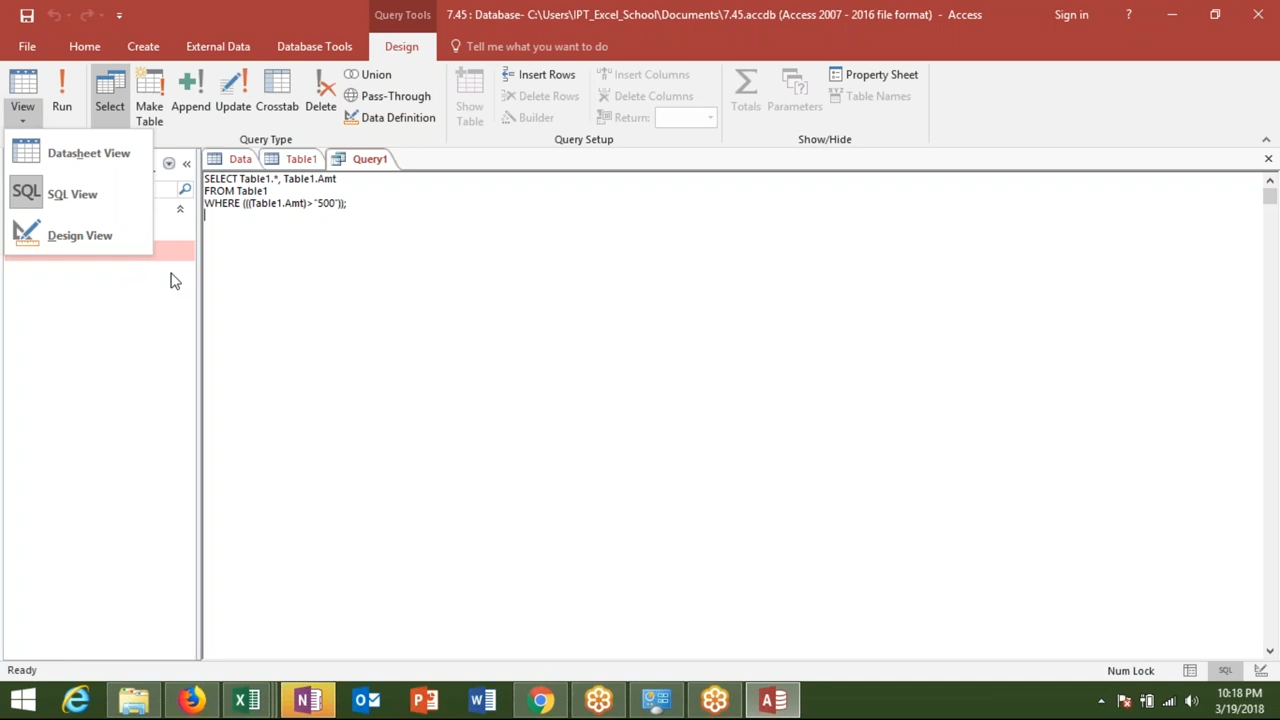 Query Tools
7.45 : Database- C:\Users\IPT_Excel_School\Documents\7.45.accdb (Access 2007 - 2016 file format) - Access
Sign in
?
File
Home
Create
External Data
Database Tools
Design
Tell me what you want to do
View
Run
Select
Make
Table
Append
Update
Crosstab
Delete
Union
Pass-Through
Data Definition
Query Type
Show
Table
Insert Rows
Delete Rows
Builder
Insert Columns
Delete Columns
Return:
Query Setup
Totals
Parameters
Property Sheet
Table Names
Show/Hide
Datasheet View
SQL
SQL View
Design View
Data
Table1
Query1
SELECT Table1.*, Table1.Amt
FROM Table1
WHERE (((Table1.Amt)>"500"));
Ready
Num Lock
SQL
10:18 PM
3/19/2018